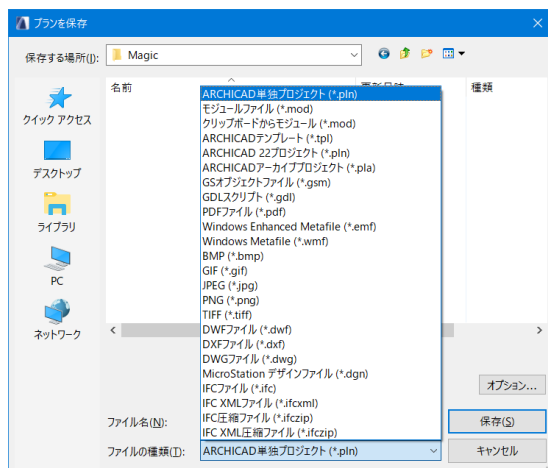 プランを保存
保存する場所(I):
Magic
名前
種類
クイック アクセス
デスクトップ
ライブラリ
PC
ネットワーク
ARCHICAD単独プロジェクト (*.pln)
モジュールファイル (*.mod)
クリップボードからモジュール (*.mod)
ARCHICADテンプレート (*.tpl)
ARCHICAD 22プロジェクト (*.pln)
ARCHICADアーカイブプロジェクト (*.pla)
GSオブジェクトファイル (*.gsm)
GDLスクリプト (*.gdl)
PDFファイル (*.pdf)
Windows Enhanced Metafile (*.emf)
Windows Metafile (*.wmf)
BMP (*.bmp)
GIF (*.gif)
JPEG (*.jpg)
PNG (*.png)
TIFF (*.tiff)
DWFファイル (*.dwf)
DXFファイル (*.dxf)
DWGファイル (*.dwg)
MicroStation デザインファイル (*.dgn)
IFCファイル (*.ifc)
IFC XMLファイル (*.ifcxml)
IFC圧縮ファイル (*.ifczip)
IFC XML圧縮ファイル (*.ifczip)
オプション...
ファイル名(N):
保存(S)
ファイルの種類(T):
ARCHICAD単独プロジェクト (*.pln)
キャンセル